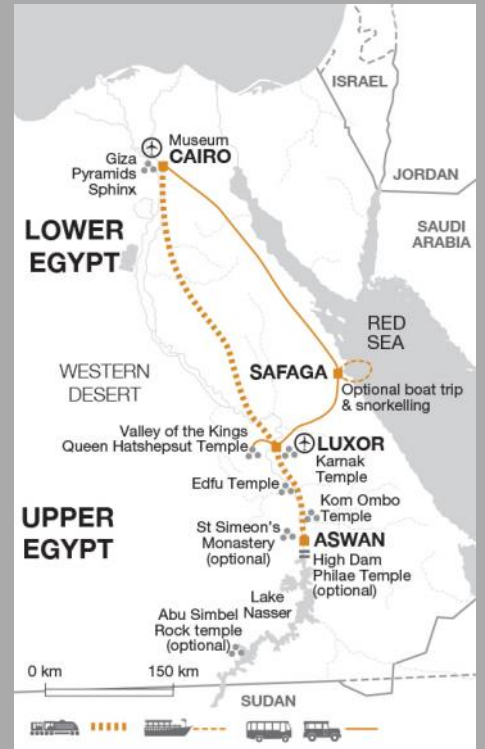 ISRAEL
Museum
CAIRO
Giza
Pyramids
Sphinx
JORDAN
LOWER
EGYPT
SAUDI
ARABIA
RED
SEA
WESTERN
DESERT
SAFAGA
Optional boat trip
& snorkelling
Valley of the Kings
Queen Hatshepsut Temple
LUXOR
Karnak
Temple
Edfu Temple
Kom Ombo
Temple
UPPER
EGYPT
St Simeon's
Monastery
(optional)
ASWAN
High Dam
Philae Temple
(optional)
Lake
Nasser
Abu Simbel
Rock temple
(optional)
0 km 150 km
SUDAN